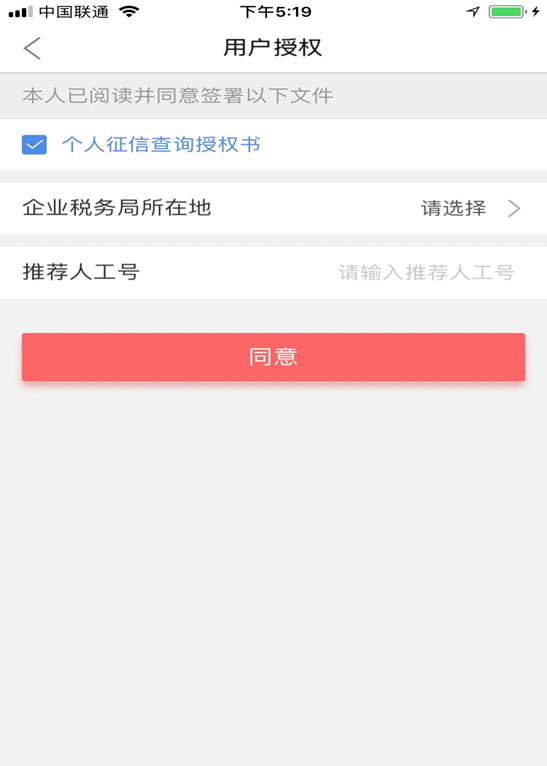 中国联通 下午5:19
用户授权
本人已阅读并同意签署以下文件
个人征信查询授权书
企业税务局所在地 请选择
推荐人工号 请输入推荐人工号
同意